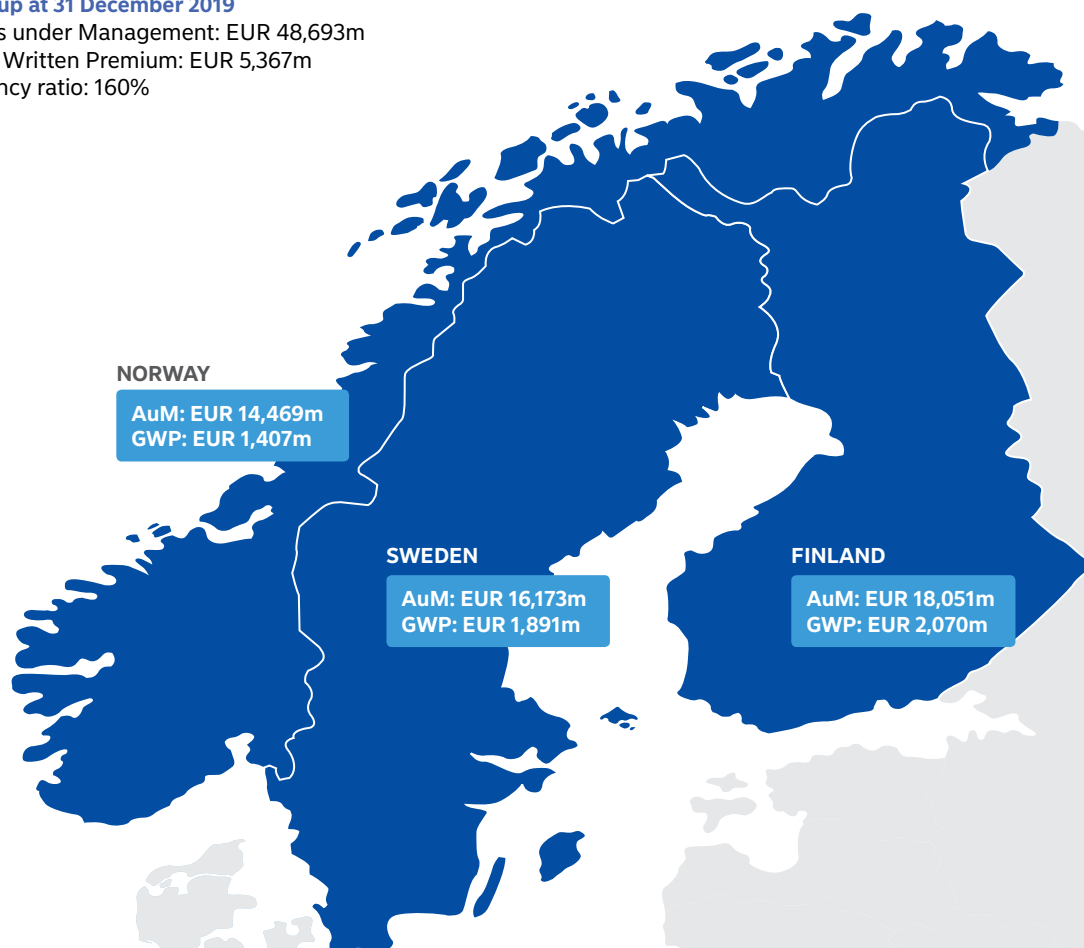 up at 31 December 2019
s under Management: EUR 48,693m
Written Premium: EUR 5,367m
ncy ratio: 160%
NORWAY
AuM: EUR 14,469m
GWP: EUR 1,407m
SWEDEN
AuM: EUR 16,173m
GWP: EUR 1,891m
FINLAND
AuM: EUR 18,051m
GWP: EUR 2,070m